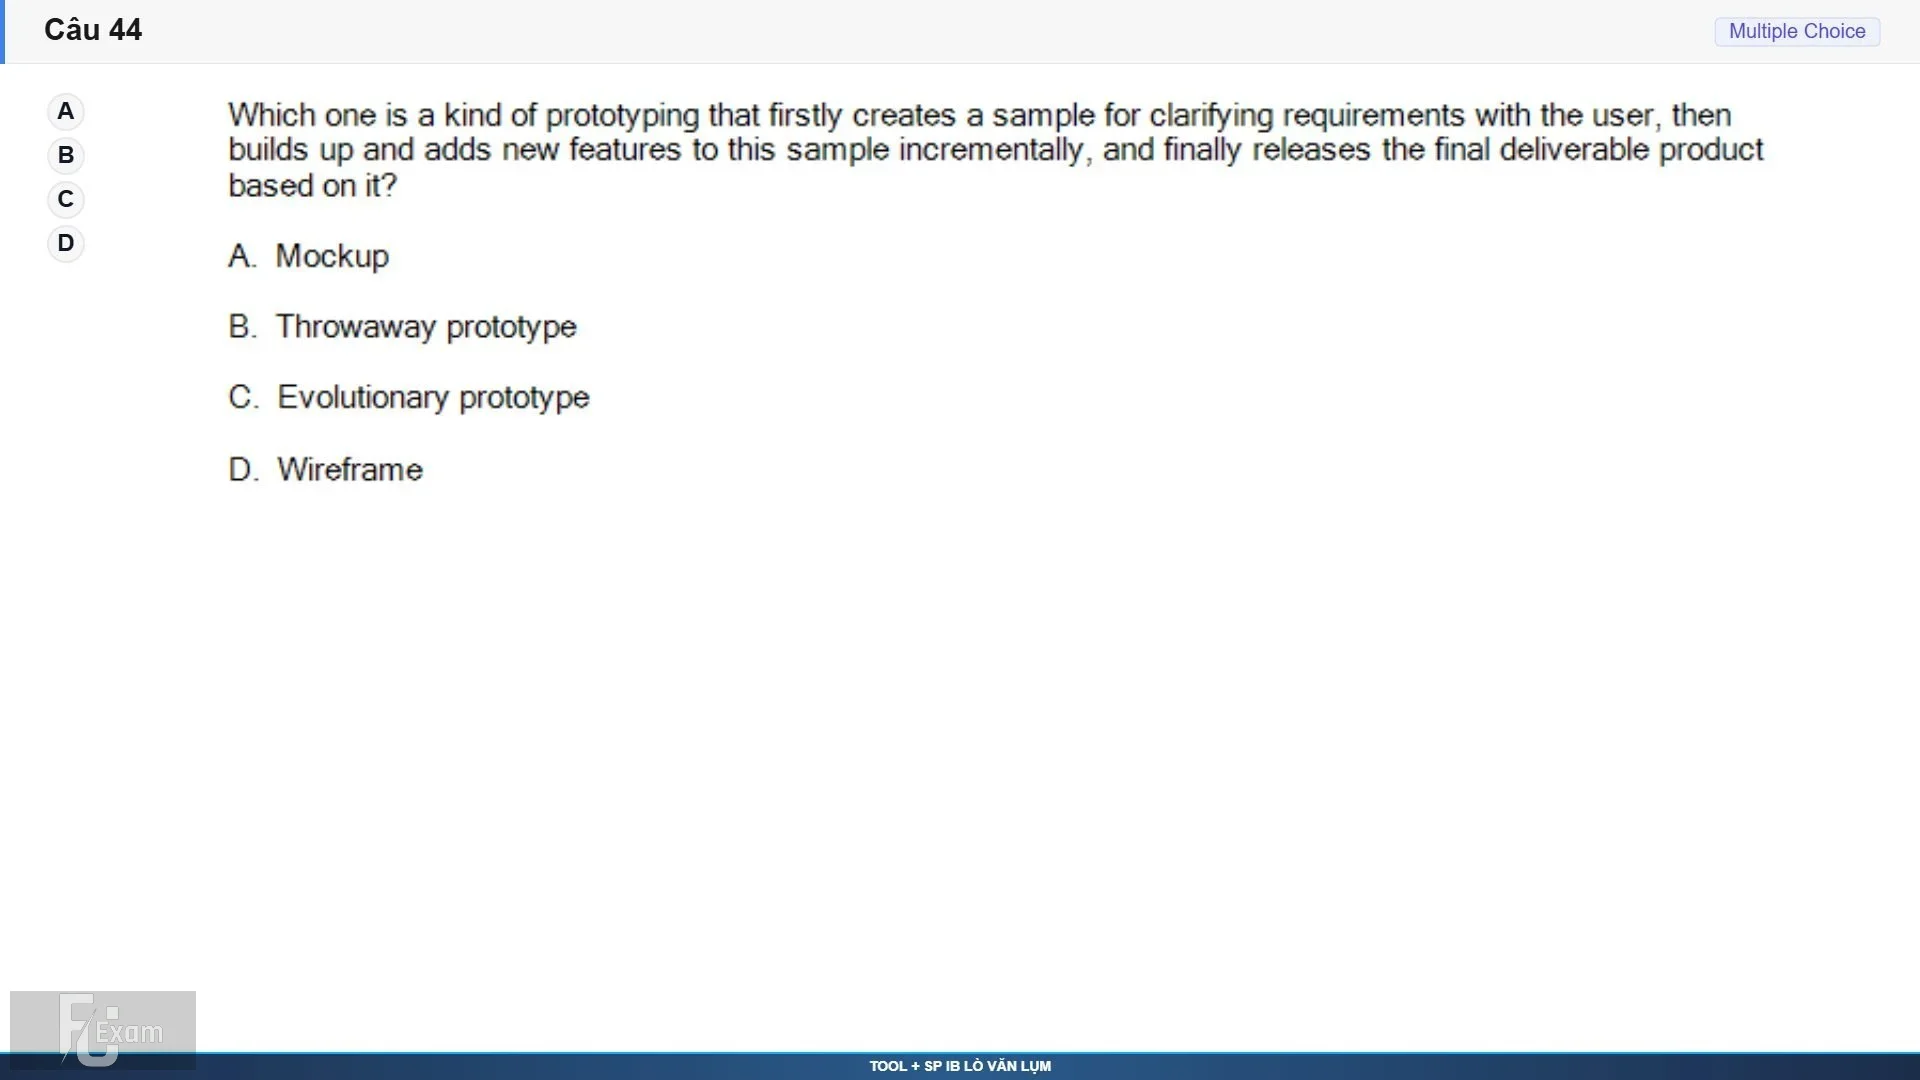 Câu 44
Multiple Choice
A
B
C
D
Which one is a kind of prototyping that firstly creates a sample for clarifying requirements with the user, then
builds up and adds new features to this sample incrementally, and finally releases the final deliverable product
based on it?
A. Mockup
B. Throwaway prototype
C. Evolutionary prototype
D. Wireframe
FU Exam
TOOL + SP IB LÒ VĂN LỤM